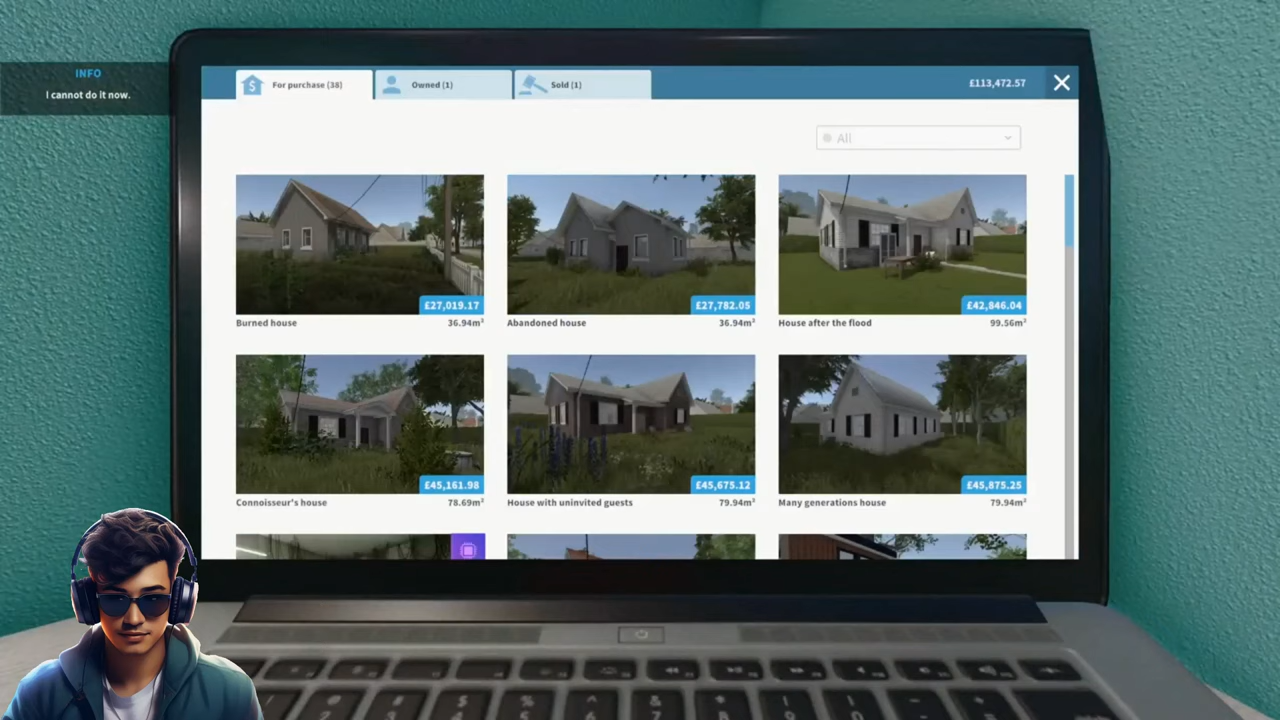 INFO
I cannot do it now.
For purchase (38)
Owned (1)
Sold (1)
£113,472.57
All
£27,019.17
£27,782.05
£42,846.04
Burned house
36.94m²
Abandoned house
36.94m²
House after the flood
99.56m²
£45,161.98
£45,675.12
£45,875.25
Connoisseur's house
78.69m²
House with uninvited guests
79.94m²
Many generations house
79.94m²